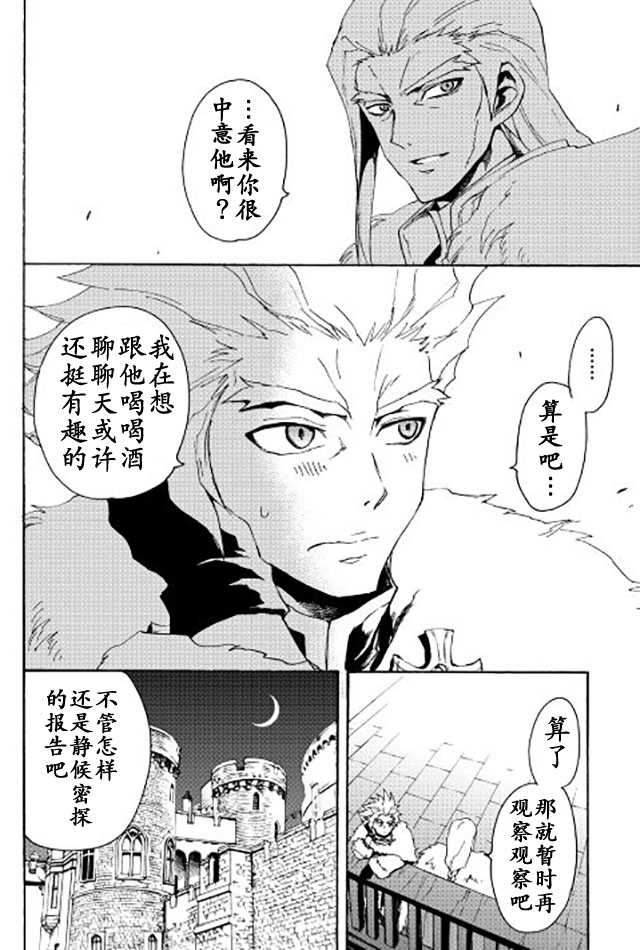 …看来你很
中意他啊？
……
算是吧…
我在想
跟他喝喝酒
聊聊天或许
还挺有趣的
算了
那就暂时再
观察观察吧
不管怎样
还是静候密探
的报告吧